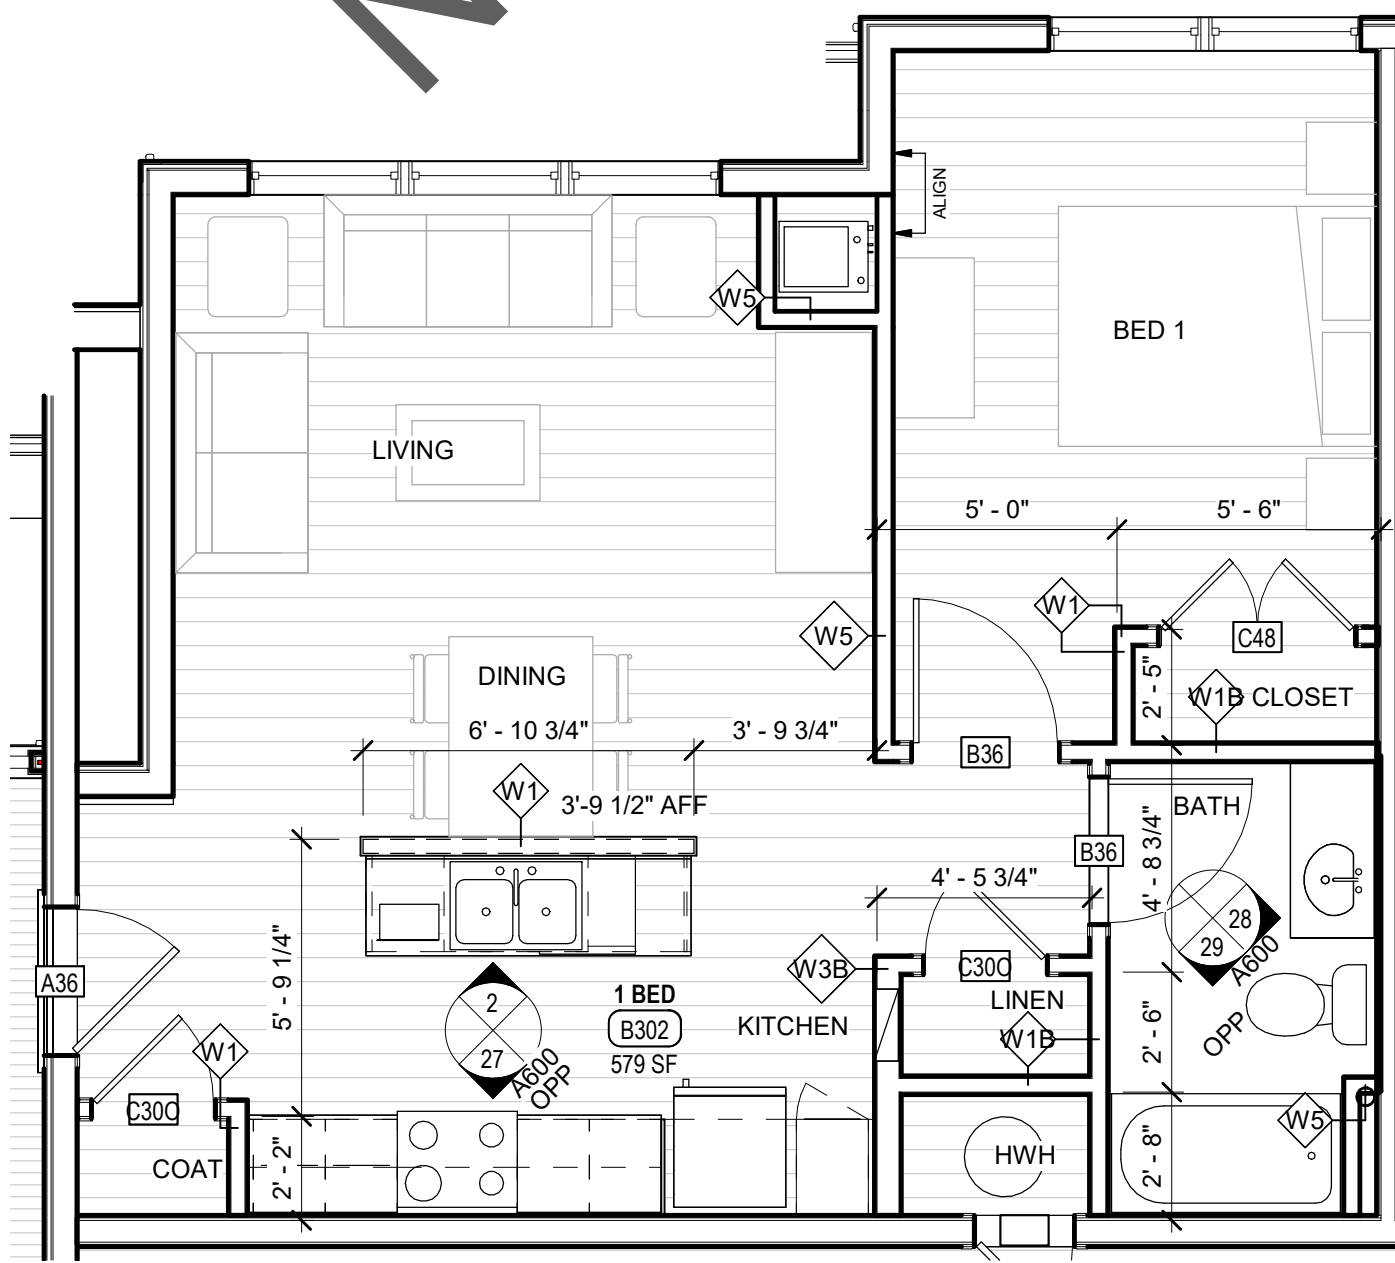 ALIGN
W5
BED 1
LIVING
5' - 0"
5' - 6"
W1
W5
C48
DINING
2' - 5"
W1B CLOSET
6' - 10 3/4"
3' - 9 3/4"
B36
W1
3'-9 1/2" AFF
BATH
B36
4' - 8 3/4"
4' - 5 3/4"
28
29
A600
OPP
A36
5' - 9 1/4"
W3B
C30O
LINEN
1 BED
B302
579 SF
KITCHEN
2
27
A600
OPP
W1
W1B
2' - 6"
C30O
W5
COAT
2' - 2"
HWH
2' - 8"